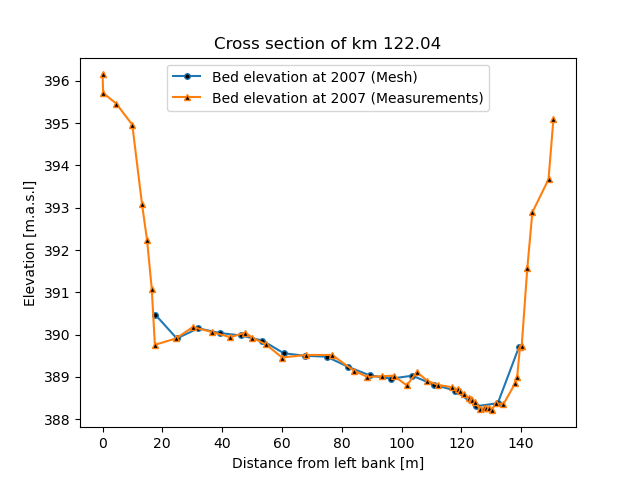 Cross section of km 122.04
Bed elevation at 2007 (Mesh)
Bed elevation at 2007 (Measurements)
Elevation [m.a.s.l]
396
395
394
393
392
391
390
389
388
0 20 40 60 80 100 120 140
Distance from left bank [m]